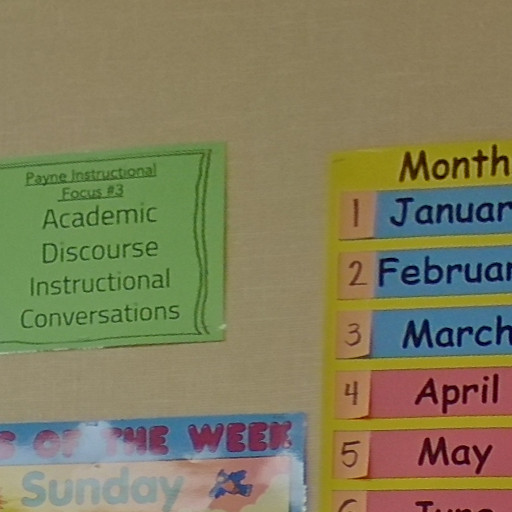 Payne Instructional
Focus #3
Academic
Discourse
Instructional
Conversations
Month
1 Januar
2 Februar
3 March
4 April
5 May
6 June
S OF THE WEEK
Sunday